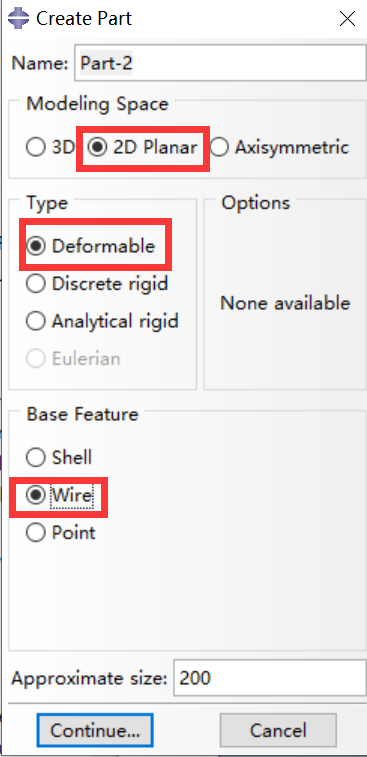 Create Part
Name: Part-2
Modeling Space
3D 2D Planar Axisymmetric
Type Options
Deformable
Discrete rigid
None available
Analytical rigid
Eulerian
Base Feature
Shell
Wire
Point
Approximate size: 200
Continue... Cancel